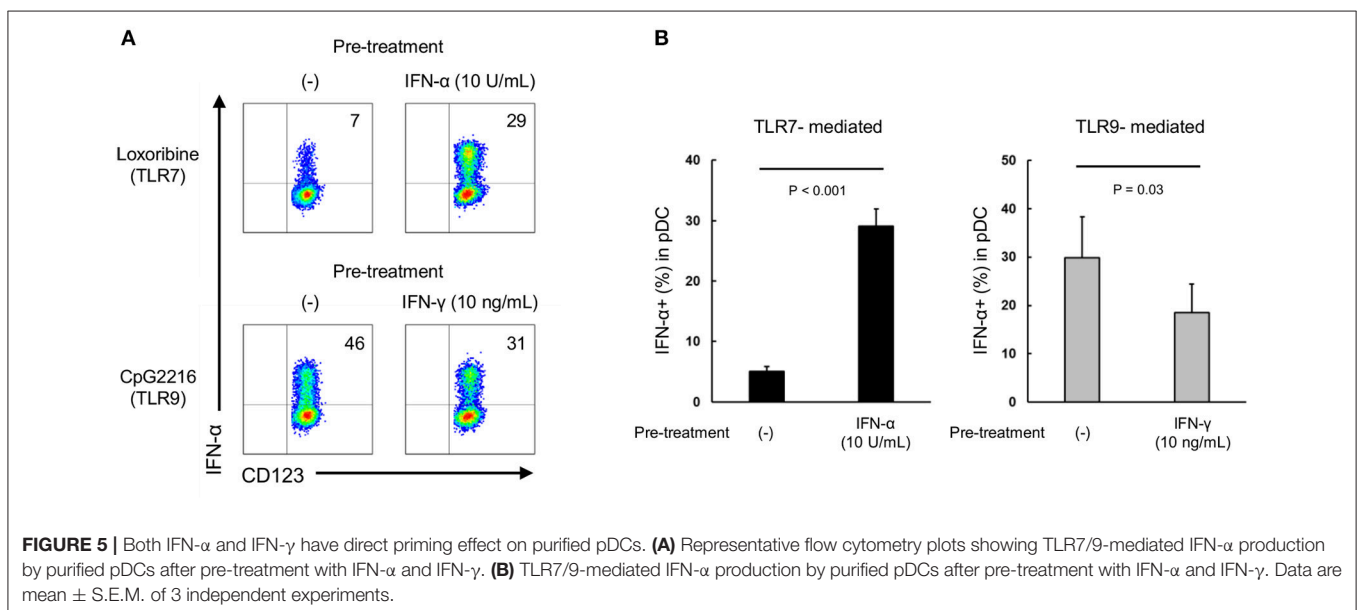 A
Pre-treatment
(-)
IFN-α (10 U/mL)
7
29
Loxoribine
(TLR7)
Pre-treatment
(-)
IFN-γ (10 ng/mL)
46
31
CpG2216
(TLR9)
IFN-α
CD123
B
TLR7- mediated
P < 0.001
IFN-α+ (%) in pDC
40
30
20
10
0
Pre-treatment
(-)
IFN-α
(10 U/mL)
TLR9- mediated
P = 0.03
IFN-α+ (%) in pDC
50
40
30
20
10
0
Pre-treatment
(-)
IFN-γ
(10 ng/mL)
FIGURE 5 | Both IFN-α and IFN-γ have direct priming effect on purified pDCs. (A) Representative flow cytometry plots showing TLR7/9-mediated IFN-α production
by purified pDCs after pre-treatment with IFN-α and IFN-γ. (B) TLR7/9-mediated IFN-α production by purified pDCs after pre-treatment with IFN-α and IFN-γ. Data are
mean ± S.E.M. of 3 independent experiments.